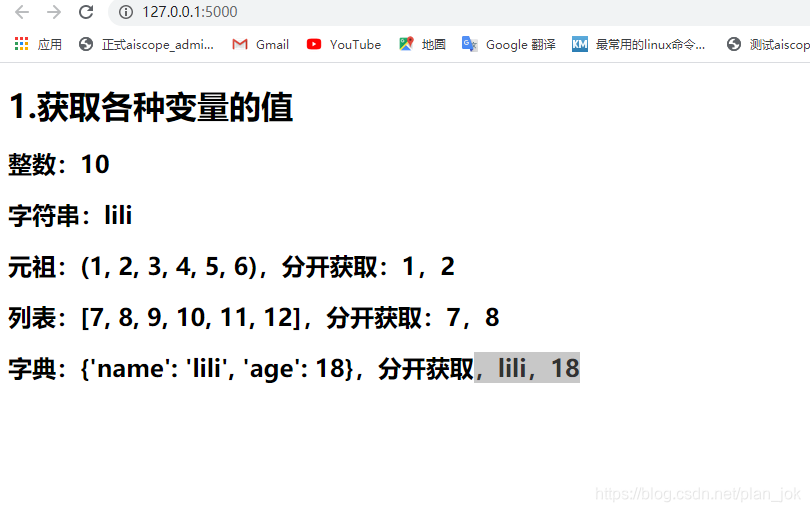 127.0.0.1:5000
应用 正式aiscope_admi... Gmail YouTube 地圖 Google 翻译 KM 最常用的linux命令... 测试aiscop
1.获取各种变量的值
整数：10
字符串：lili
元祖：(1, 2, 3, 4, 5, 6)，分开获取：1，2
列表：[7, 8, 9, 10, 11, 12]，分开获取：7，8
字典：{'name': 'lili', 'age': 18}，分开获取，lili，18
https://blog.csdn.net/plan_jok